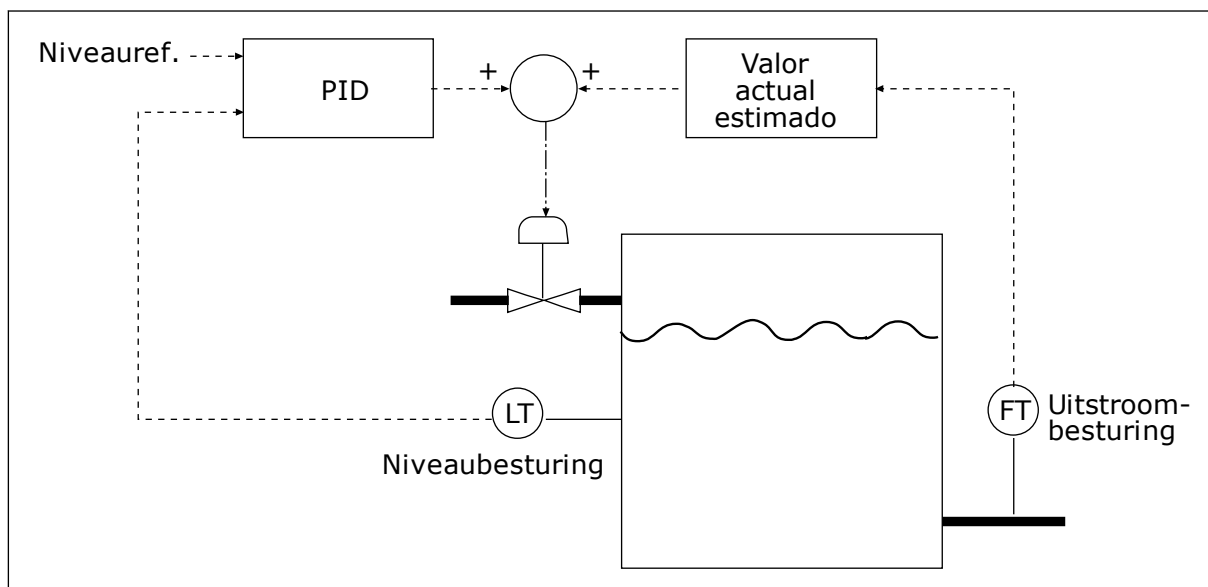 Niveauref.
PID
+
+
Valor
actual
estimado
LT
Niveaubesturing
FT
Uitstroom-
besturing